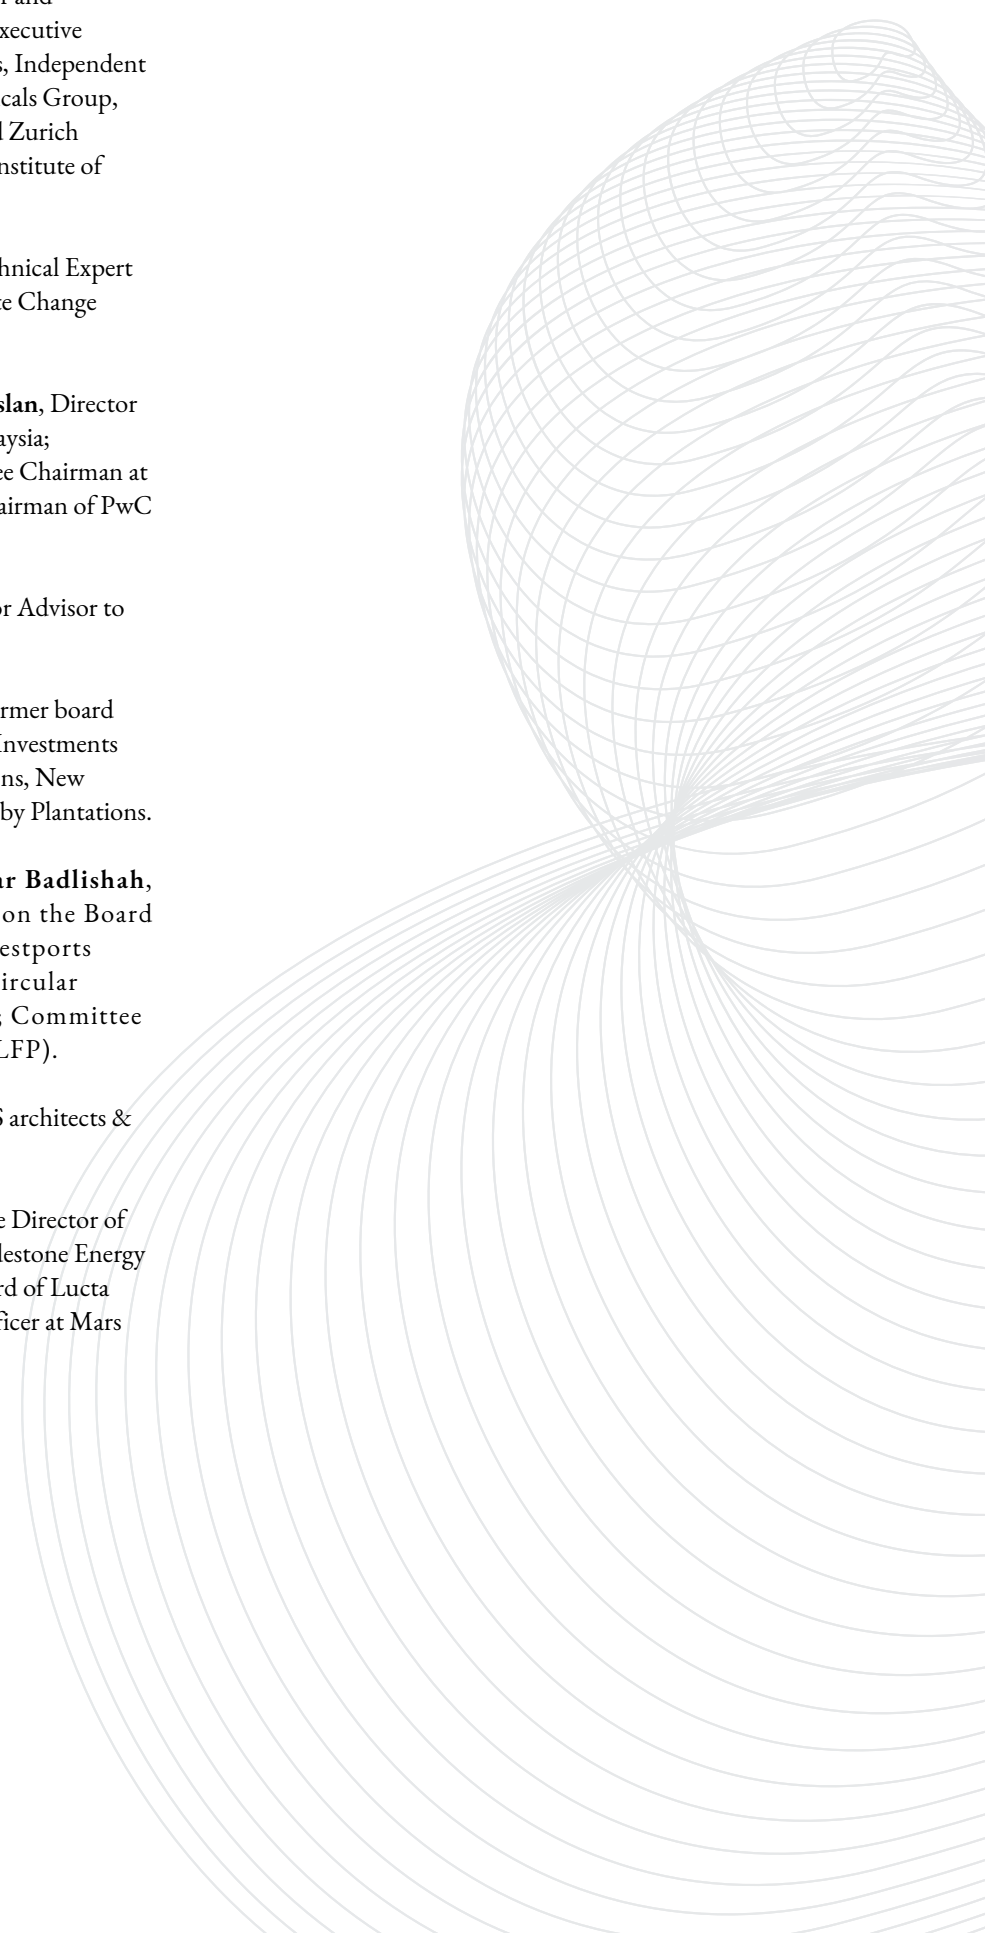 and
xecutive
s, Independent
cals Group,
d Zurich
nstitute of
hnical Expert
te Change
slan, Director
aysia;
ee Chairman at
airman of PwC
or Advisor to
rmer board
Investments
ns, New
by Plantations.
ar Badlishah,
on the Board
estports
ircular
; Committee
LFP).
S architects &
e Director of
lestone Energy
rd of Lucta
ficer at Mars